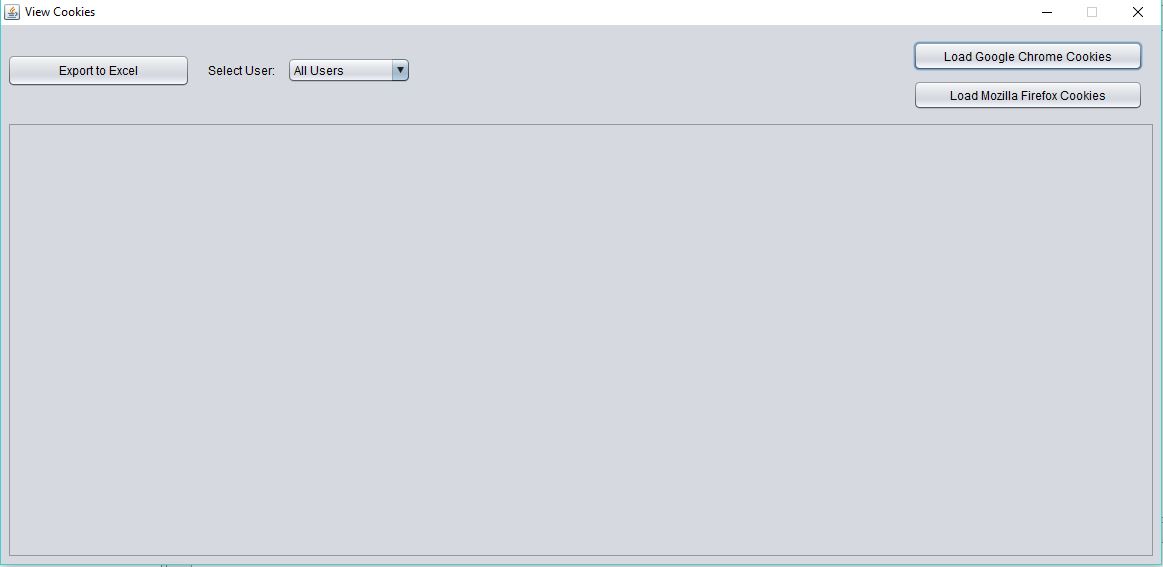 View Cookies
Export to Excel
Select User:
All Users
Load Google Chrome Cookies
Load Mozilla Firefox Cookies